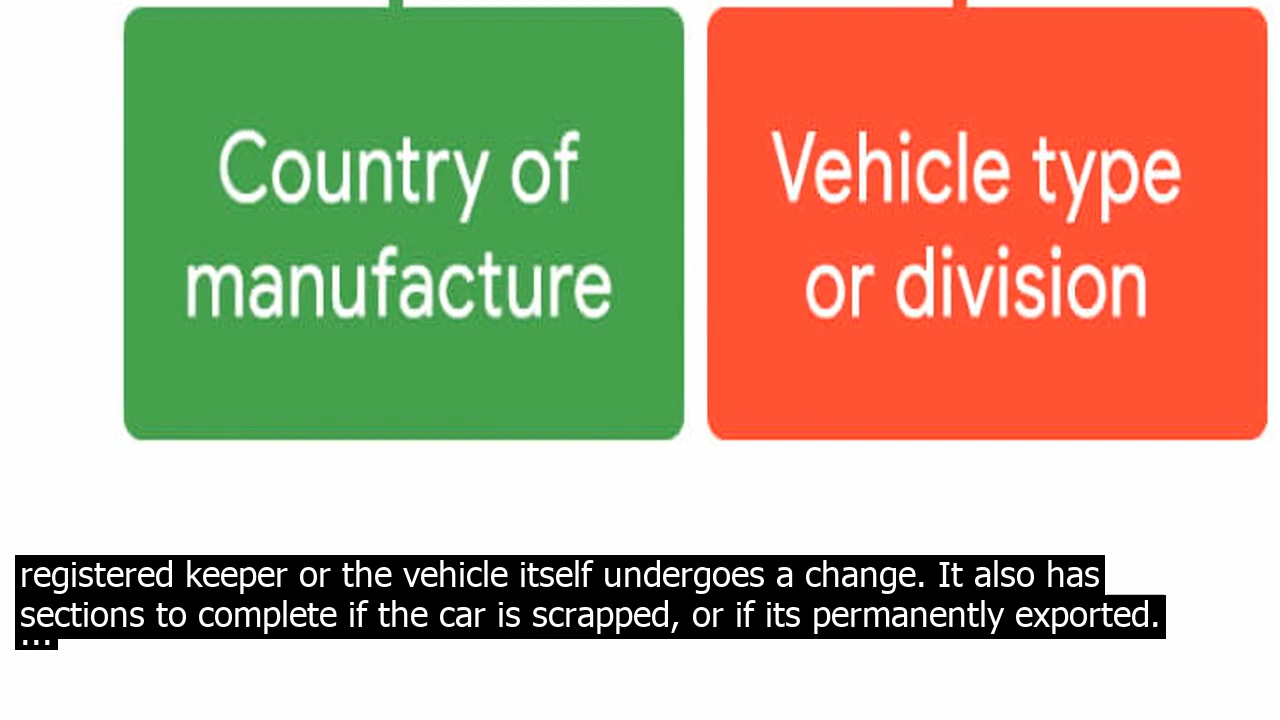 Country of
manufacture
Vehicle type
or division
registered keeper or the vehicle itself undergoes a change. It also has
sections to complete if the car is scrapped, or if its permanently exported.
...